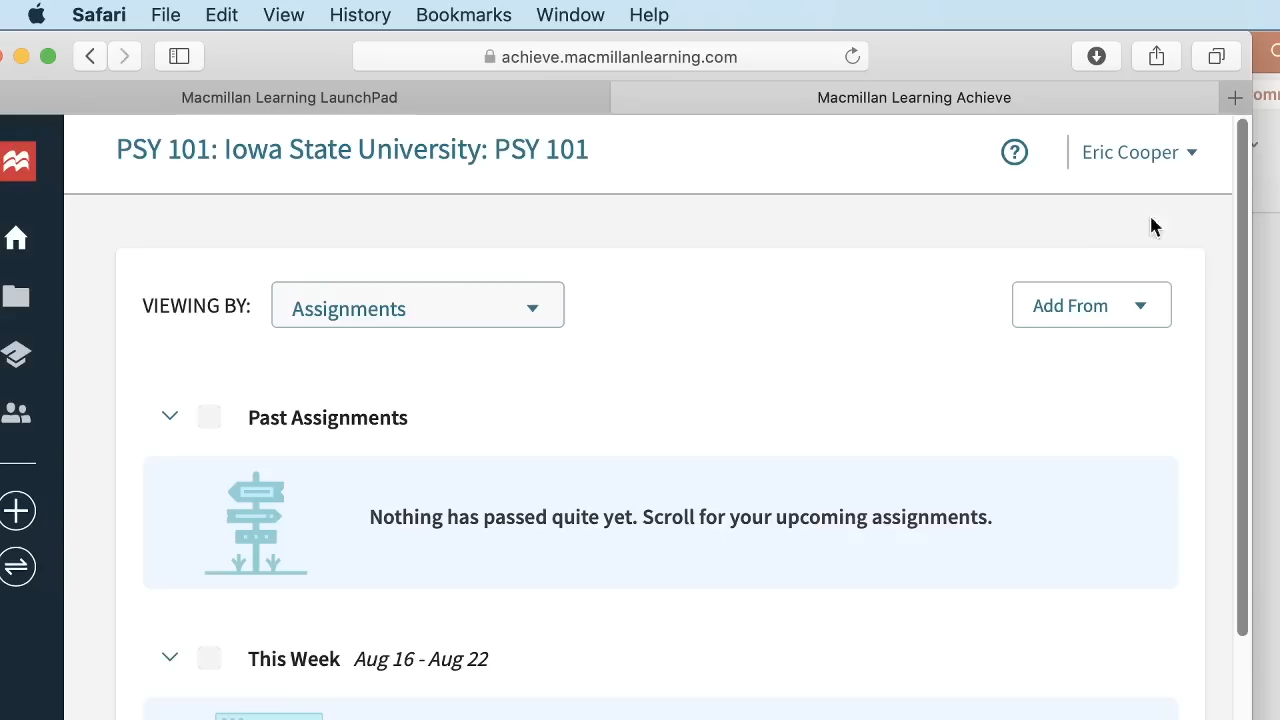 Safari File Edit View History Bookmarks Window Help
achieve.macmillanlearning.com
Macmillan Learning LaunchPad
Macmillan Learning Achieve
PSY 101: Iowa State University: PSY 101
Eric Cooper
VIEWING BY:
Assignments
Add From
Past Assignments
Nothing has passed quite yet. Scroll for your upcoming assignments.
This Week Aug 16 - Aug 22